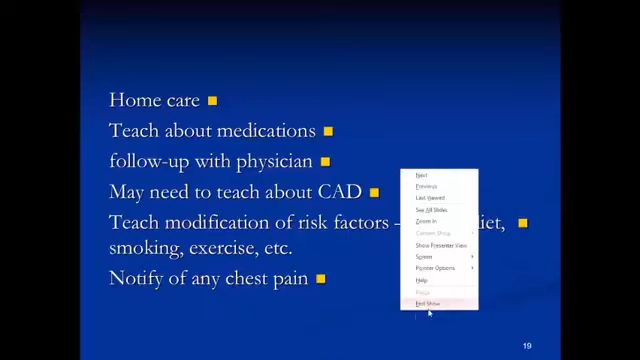 Home care
Teach about medications
follow-up with physician
May need to teach about CAD
Teach modification of risk factors – iet,
smoking, exercise, etc.
Notify of any chest pain
Next
Previous
Last Viewed
See All Slides
Zoom In
Custom Show
Show Presenter View
Screen
Pointer Options
Help
Pause
End Show
19